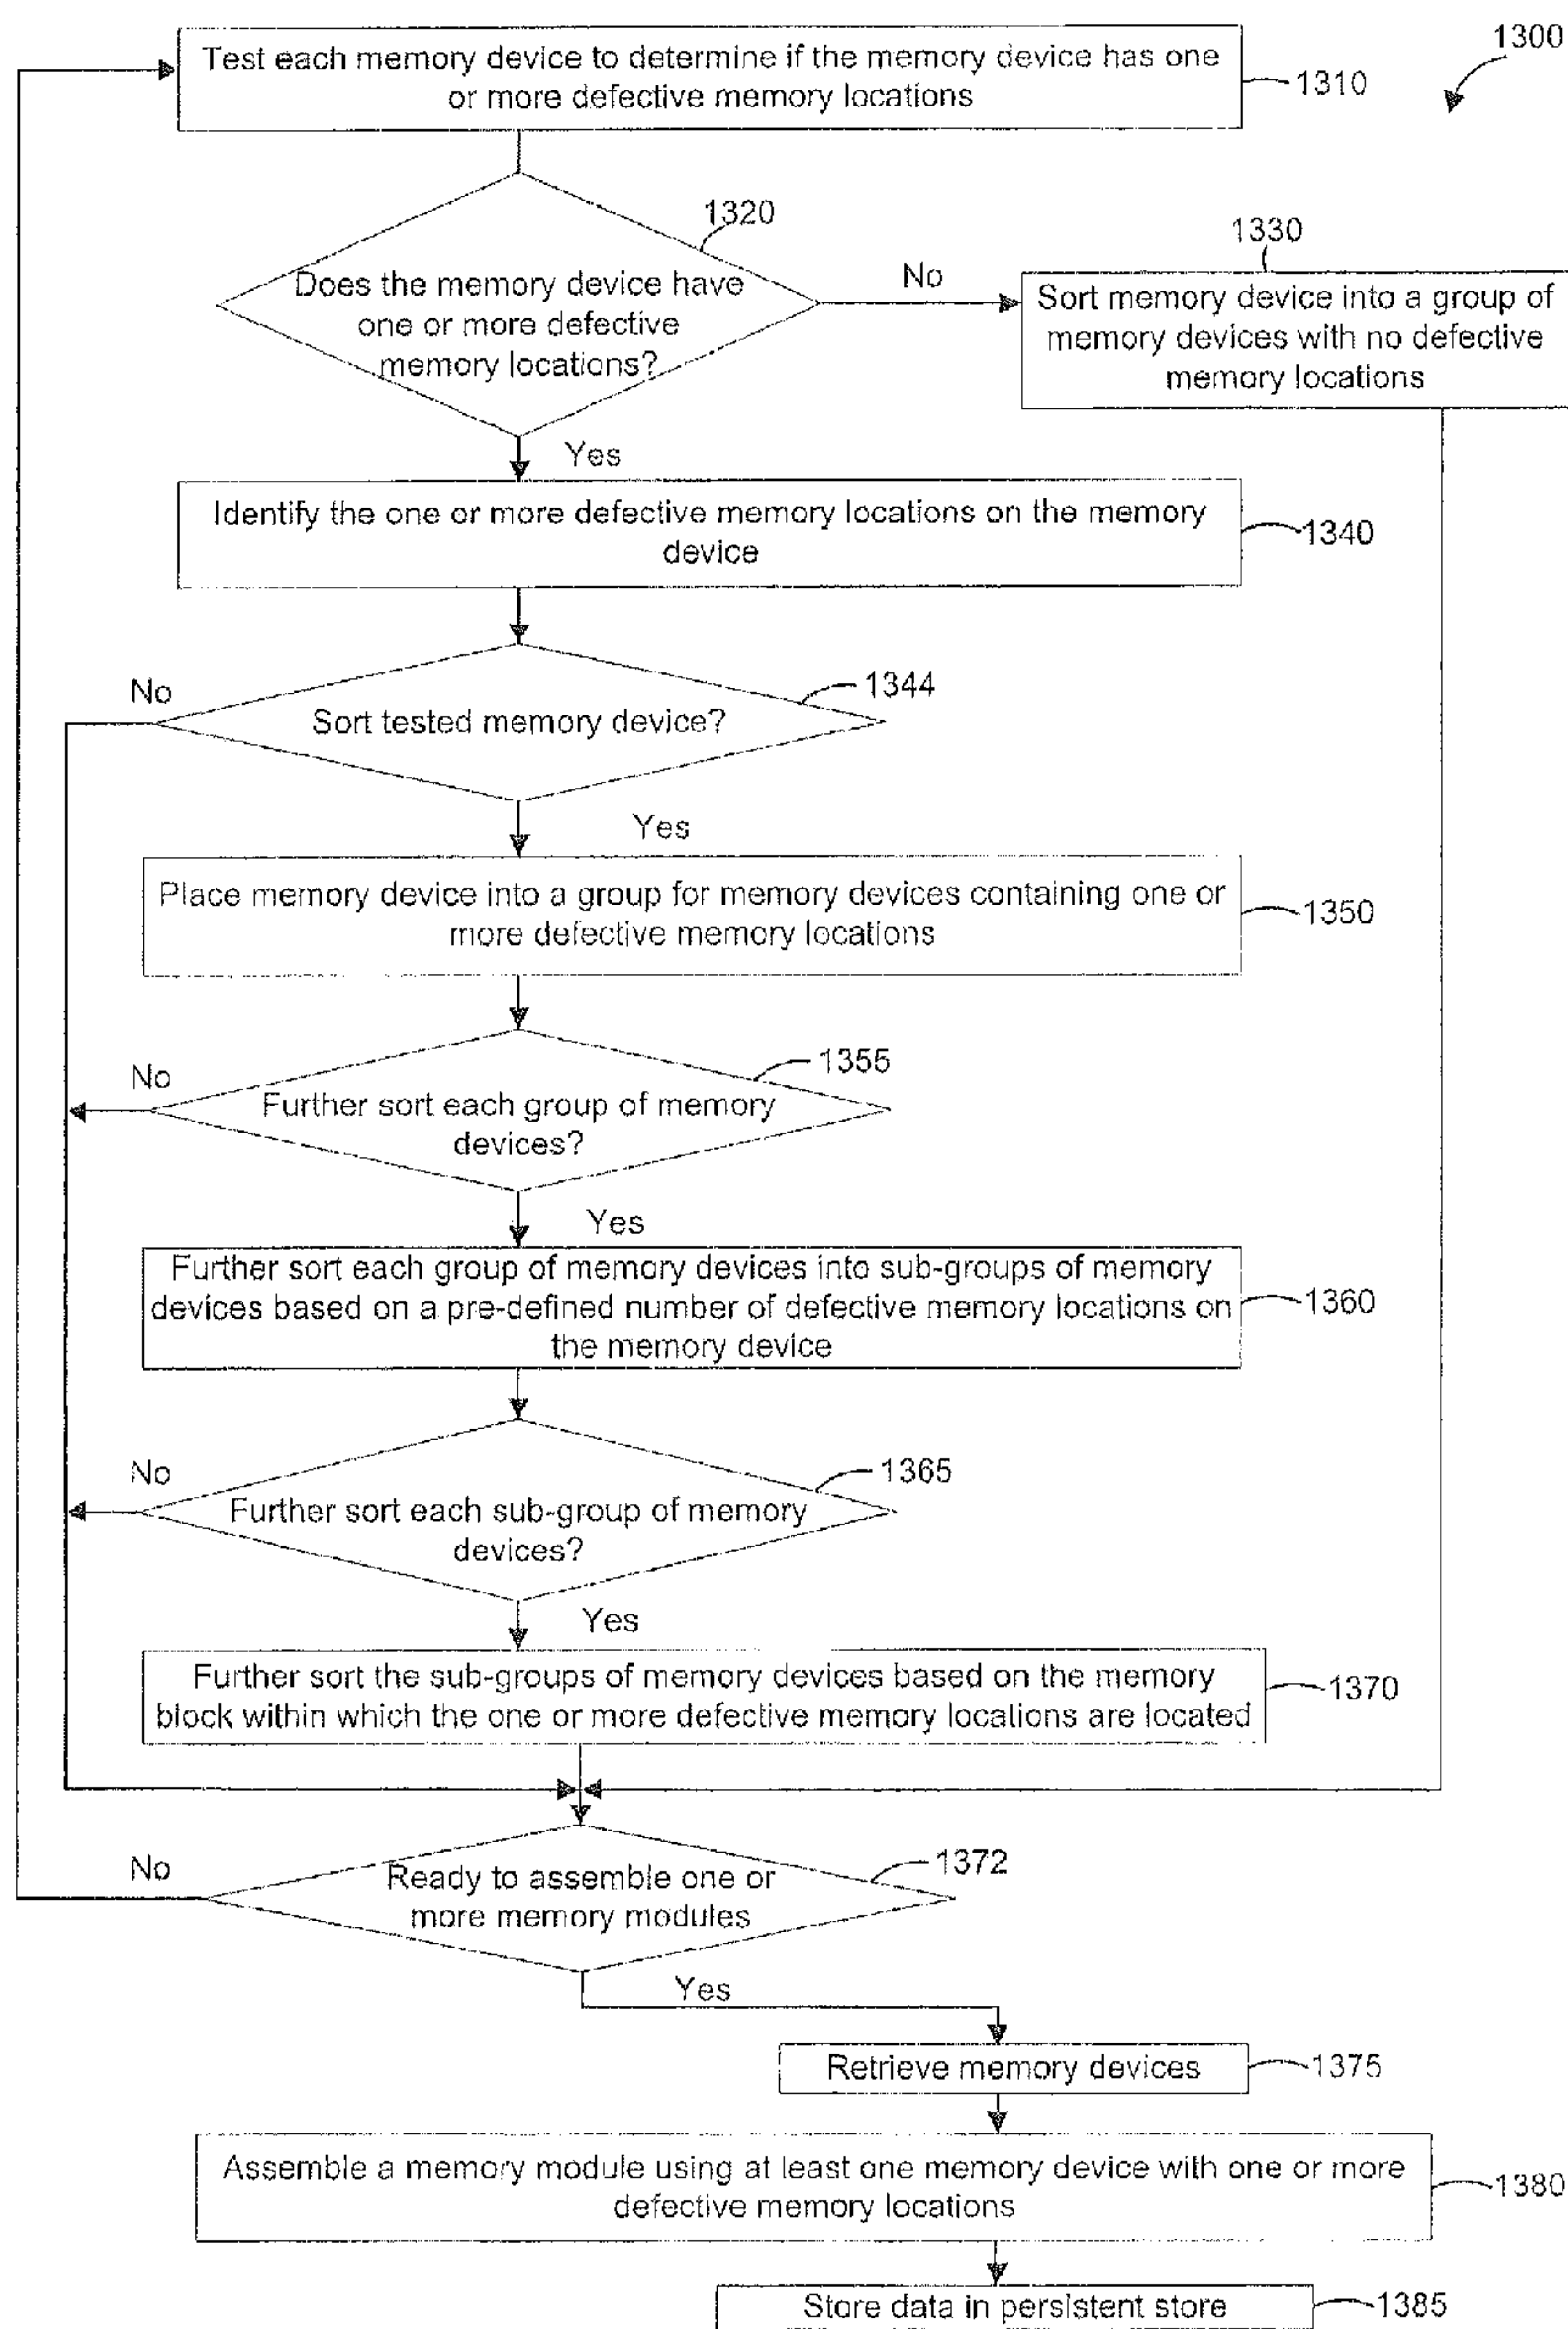 1300
Test each memory device to determine if the memory device has one
or more defective memory locations
1310
1320
Does the memory device have
one or more defective
memory locations?
No
1330
Sort memory device into a group of
memory devices with no defective
memory locations
Yes
Identify the one or more defective memory locations on the memory
device
1340
No
1344
Sort tested memory device?
Yes
Place memory device into a group for memory devices containing one or
more defective memory locations
1350
No
1355
Further sort each group of memory
devices?
Yes
Further sort each group of memory devices into sub-groups of memory
devices based on a pre-defined number of defective memory locations on
the memory device
1360
No
1365
Further sort each sub-group of memory
devices?
Yes
Further sort the sub-groups of memory devices based on the memory
block within which the one or more defective memory locations are located
1370
No
1372
Ready to assemble one or
more memory modules
Yes
Retrieve memory devices
1375
Assemble a memory module using at least one memory device with one or more
defective memory locations
1380
Store data in persistent store
1385